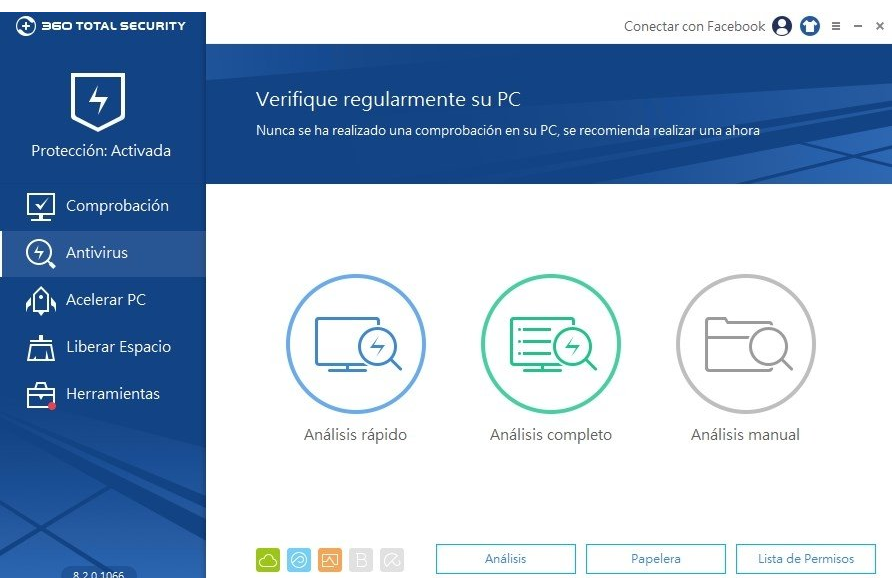 360 TOTAL SECURITY
Conectar con Facebook
Protección: Activada
Comprobación
Antivirus
Acelerar PC
Liberar Espacio
Herramientas
8.2.0.1066
Verifique regularmente su PC
Nunca se ha realizado una comprobación en su PC, se recomienda realizar una ahora
Análisis rápido
Análisis completo
Análisis manual
B
Análisis
Papelera
Lista de Permisos